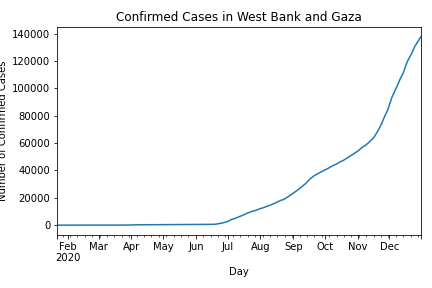 Confirmed Cases in West Bank and Gaza
140000
120000
100000
80000
60000
40000
20000
0
Number of Confirmed Cases
Feb Mar Apr May Jun Jul Aug Sep Oct Nov Dec
2020
Day